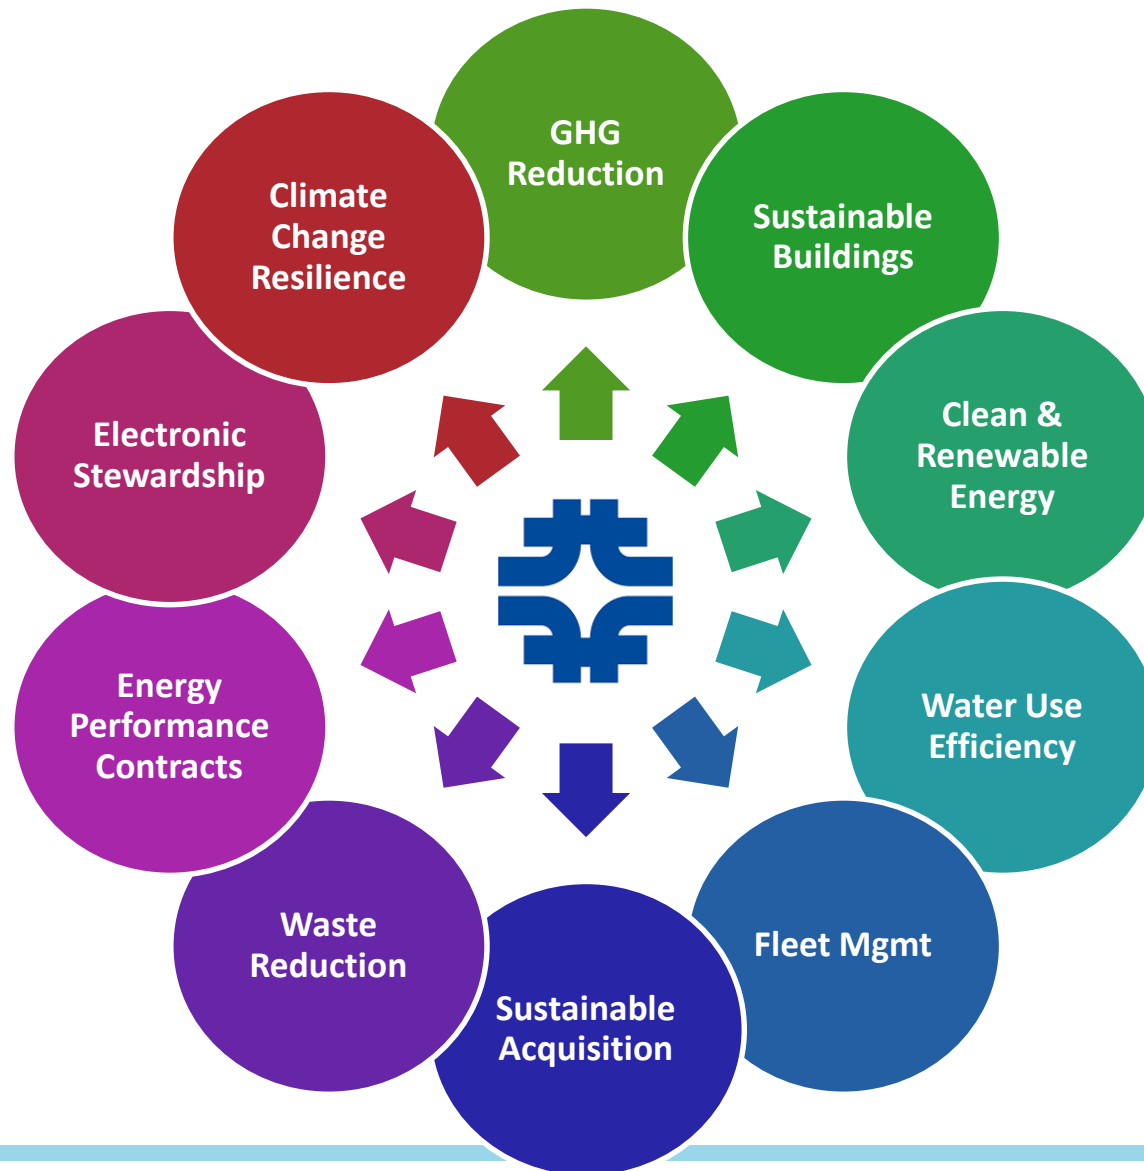 GHG
Reduction
Sustainable
Buildings
Clean &
Renewable
Energy
Water Use
Efficiency
Fleet Mgmt
Sustainable
Acquisition
Waste
Reduction
Energy
Performance
Contracts
Electronic
Stewardship
Climate
Change
Resilience